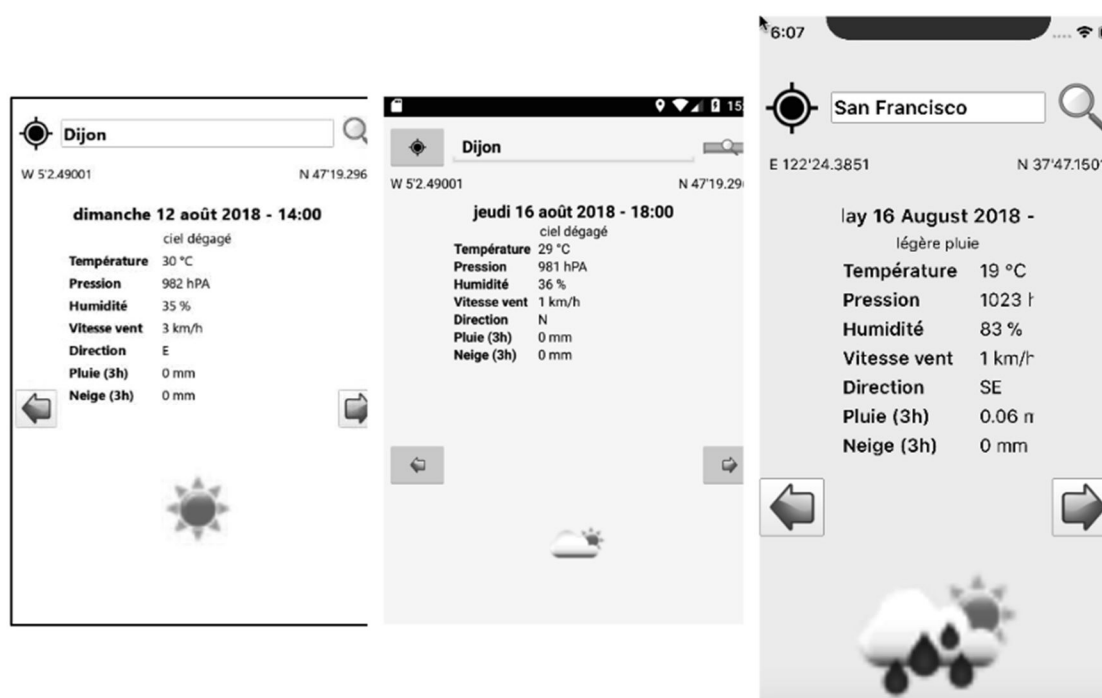 Dijon
W 5'2.49001 N 47'19.296
dimanche 12 août 2018 - 14:00
ciel dégagé
Température 30 °C
Pression 982 hPA
Humidité 35 %
Vitesse vent 3 km/h
Direction E
Pluie (3h) 0 mm
Neige (3h) 0 mm
15:
Dijon
W 5'2.49001 N 47'19.29
jeudi 16 août 2018 - 18:00
ciel dégagé
Température 29 °C
Pression 981 hPA
Humidité 36 %
Vitesse vent 1 km/h
Direction N
Pluie (3h) 0 mm
Neige (3h) 0 mm
6:07
San Francisco
E 122'24.3851 N 37'47.150
16 August 2018 -
légère pluie
Température 19 °C
Pression 1023
Humidité 83 %
Vitesse vent 1 km/h
Direction SE
Pluie (3h) 0.06
Neige (3h) 0 mm